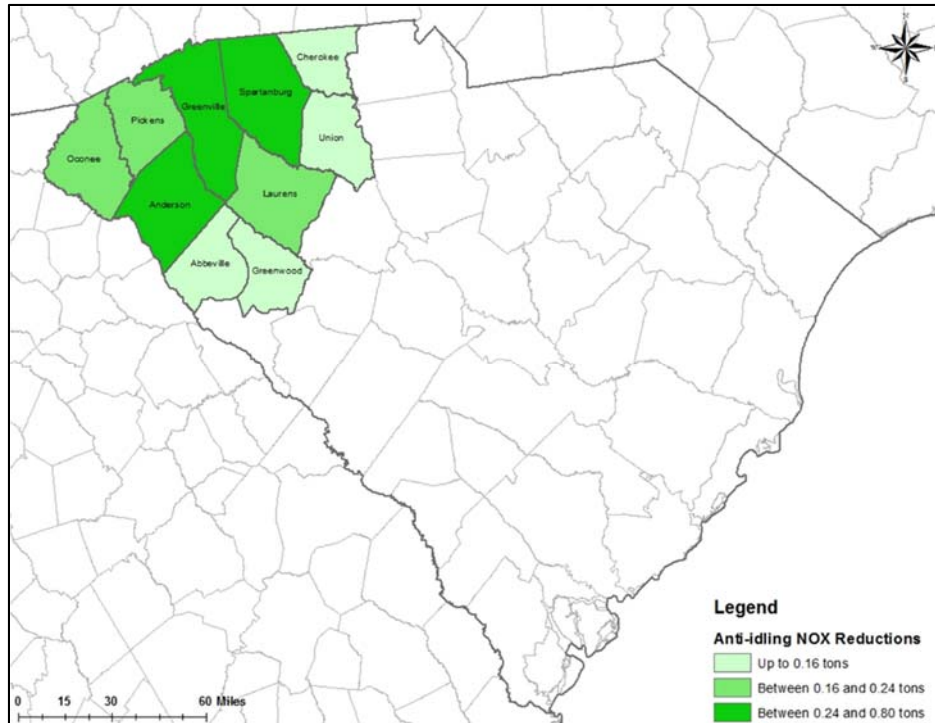 Cherokee
Spartanburg
Greenville
Pickens
Union
Oconee
Laurens
Anderson
Abbeville
Greenwood
Legend
Anti-idling NOX Reductions
Up to 0.16 tons
Between 0.16 and 0.24 tons
Between 0.24 and 0.80 tons
0 15 30 60 Miles